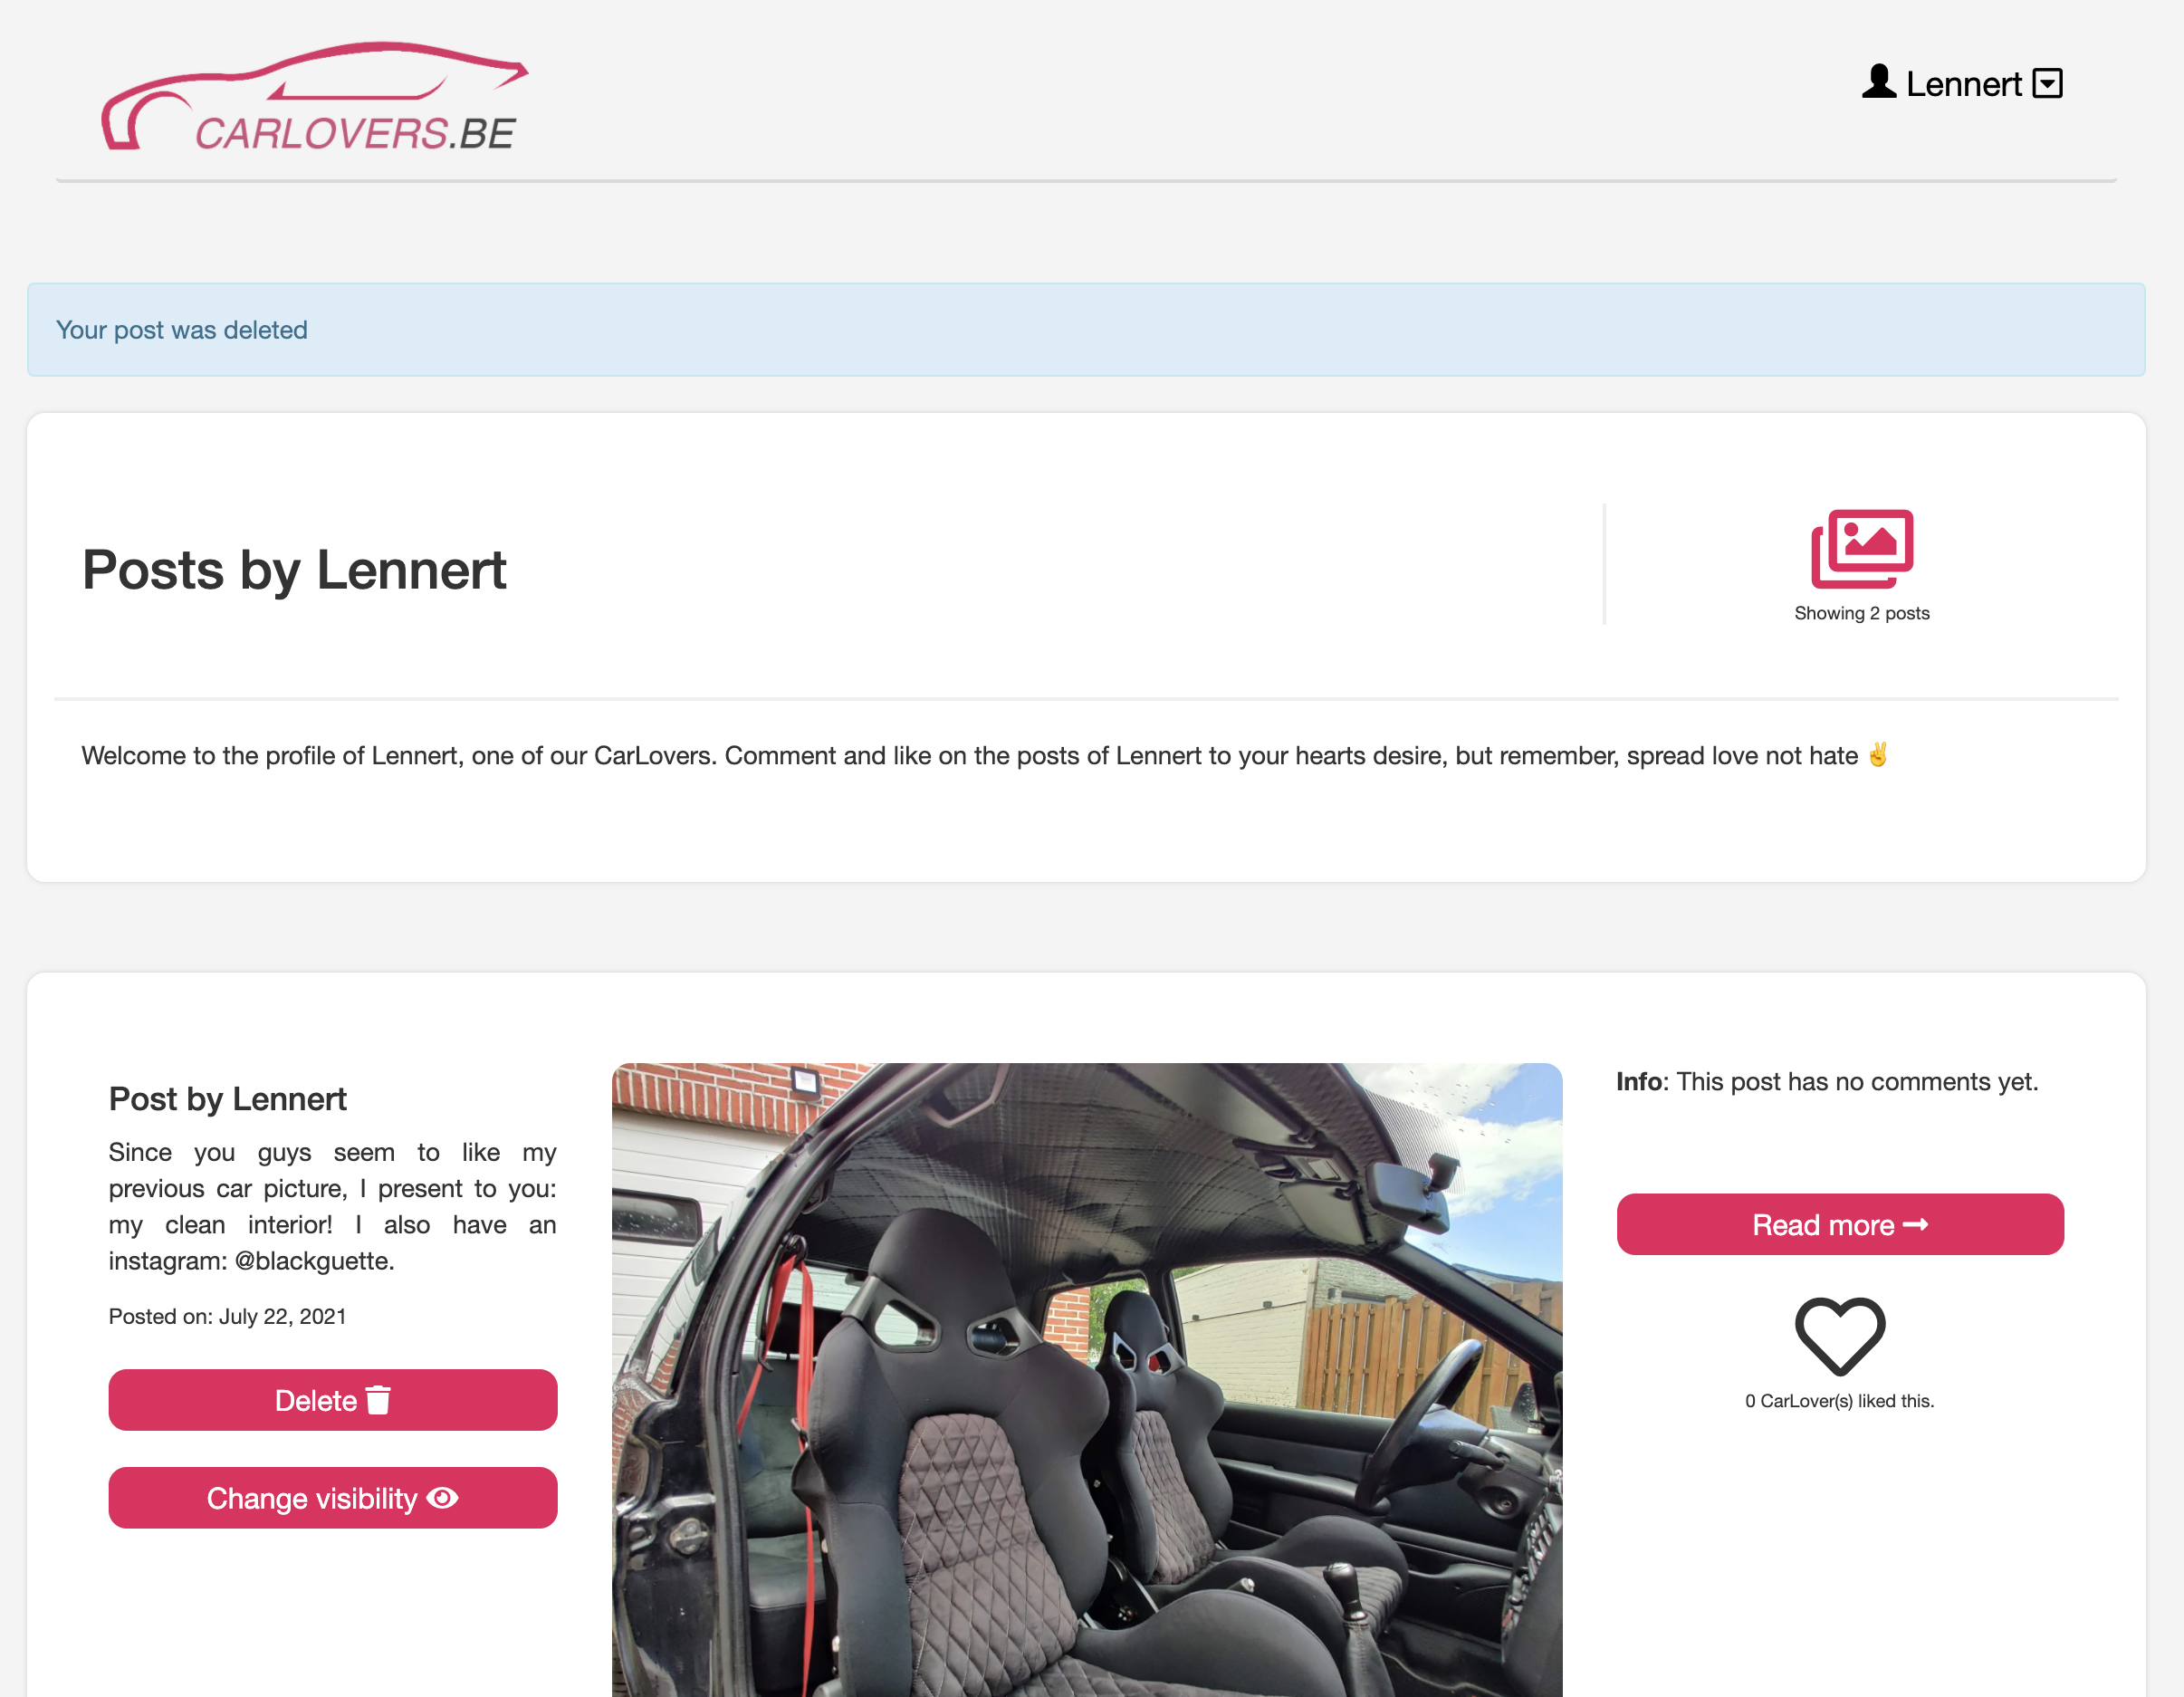 CARLOVERS.BE
Lennert
Your post was deleted
Posts by Lennert
Showing 2 posts
Welcome to the profile of Lennert, one of our CarLovers. Comment and like on the posts of Lennert to your hearts desire, but remember, spread love not hate ✌️
Post by Lennert
Since you guys seem to like my
previous car picture, I present to you:
my clean interior! I also have an
instagram: @blackguette.
Posted on: July 22, 2021
Delete
Change visibility
Info: This post has no comments yet.
Read more →
0 CarLover(s) liked this.